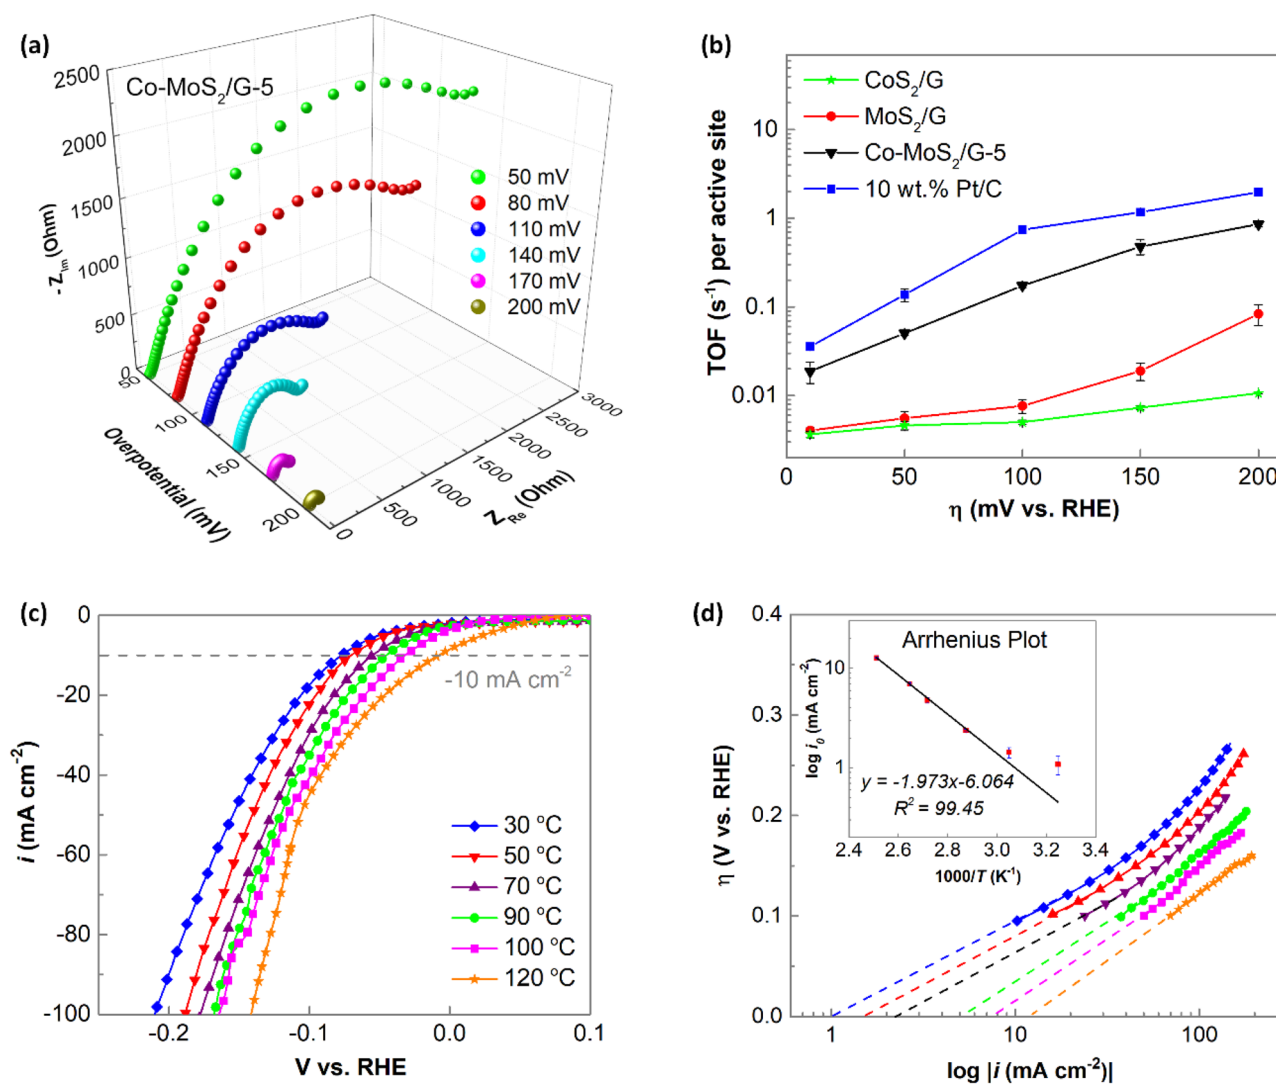 (a)
Co-MoS2/G-5
2500
2000
1500
1000
500
0
- ZIm (Ohm)
50 mV
80 mV
110 mV
140 mV
170 mV
200 mV
50
100
150
200
Overpotential (mV)
0
500
1000
1500
2000
2500
3000
ZRe (Ohm)
(b)
CoS2/G
MoS2/G
Co-MoS2/G-5
10 wt.% Pt/C
10
1
0.1
0.01
TOF (s-1) per active site
0
50
100
150
200
η (mV vs. RHE)
(c)
0
-20
-40
-60
-80
-100
i (mA cm-2)
-10 mA cm-2
30 °C
50 °C
70 °C
90 °C
100 °C
120 °C
-0.2
-0.1
0.0
0.1
V vs. RHE
(d)
0.4
0.3
0.2
0.1
0.0
η (V vs. RHE)
Arrhenius Plot
10
1
log i0 (mA cm-2)
y = -1.973x-6.064
R2 = 99.45
2.4 2.6 2.8 3.0 3.2 3.4
1000/T (K-1)
1
10
100
log |i (mA cm-2)|